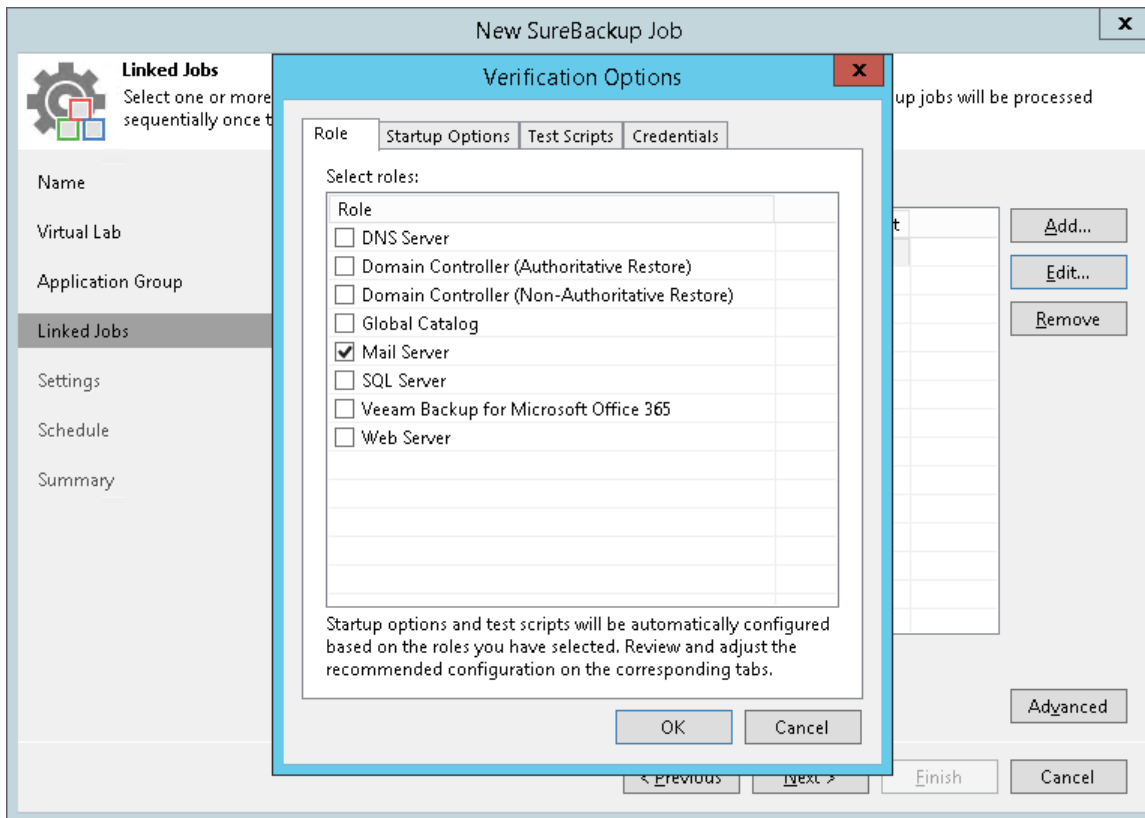 New SureBackup Job
x
Linked Jobs
Select one or more
up jobs will be processed
sequentially once t
Name
Virtual Lab
Application Group
Linked Jobs
Settings
Schedule
Summary
Verification Options
x
Role
Startup Options
Test Scripts
Credentials
Select roles:
Role
DNS Server
Domain Controller (Authoritative Restore)
Domain Controller (Non-Authoritative Restore)
Global Catalog
Mail Server
SQL Server
Veeam Backup for Microsoft Office 365
Web Server
Startup options and test scripts will be automatically configured
based on the roles you have selected. Review and adjust the
recommended configuration on the corresponding tabs.
OK
Cancel
t
Add...
Edit...
Remove
Advanced
< Previous
Next >
Finish
Cancel